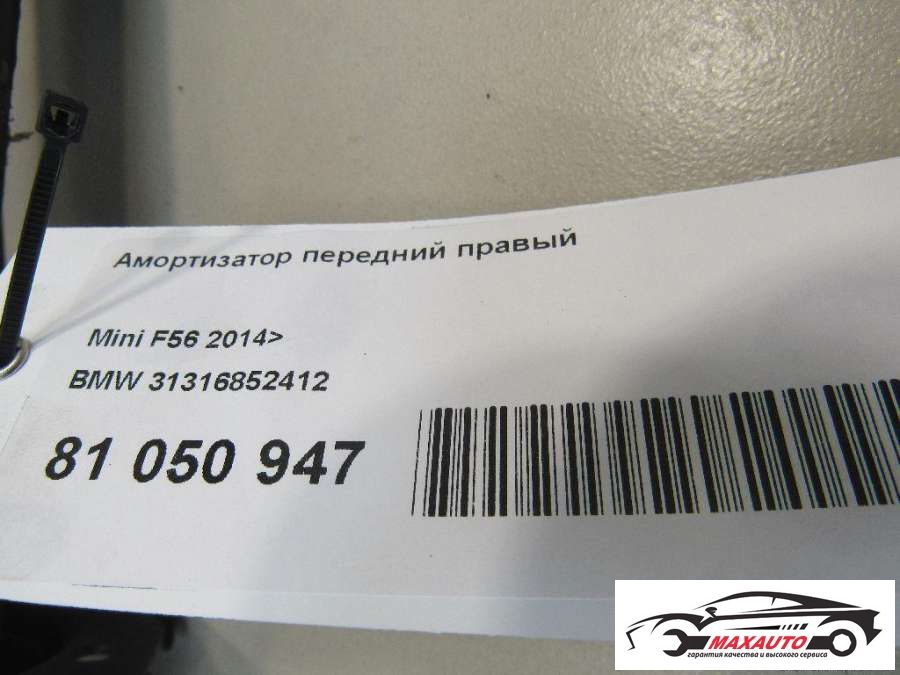 Амортизатор передний правый
Mini F56 2014>
BMW 31316852412
81 050 947
MAXAUTO
гарантия качества и высокого сервиса